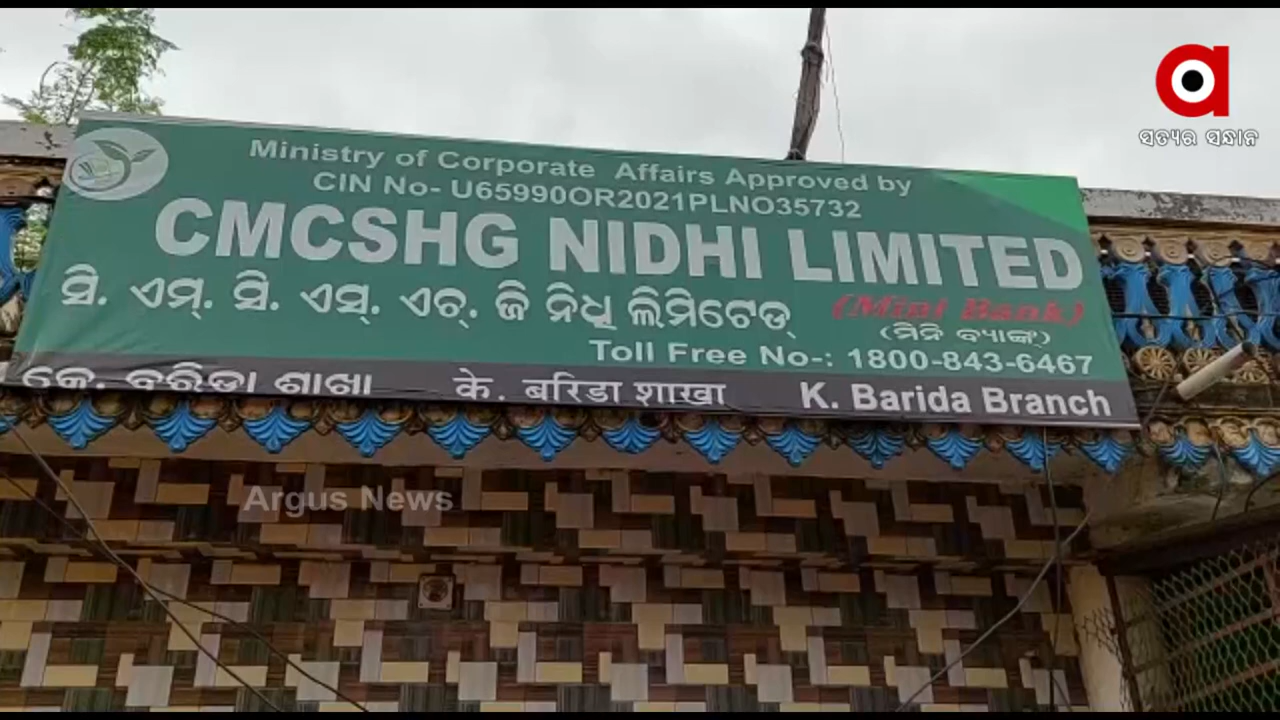 ସତ୍ୟର ସନ୍ଧାନ
Ministry of Corporate Affairs Approved by
CIN No- U65990OR2021PLNO35732
CMCSHG NIDHI LIMITED
ସି. ଏମ୍. ସି. ଏସ୍. ଏଚ୍. ଜି ନିଧି ଲିମିଟେଡ୍ (Mini Bank)
(ମିନି ବ୍ୟାଙ୍କ)
Toll Free No-: 1800-843-6467
କେ. ବରିଡା ଶାଖା के. बरिडा शाखा K. Barida Branch
Argus News